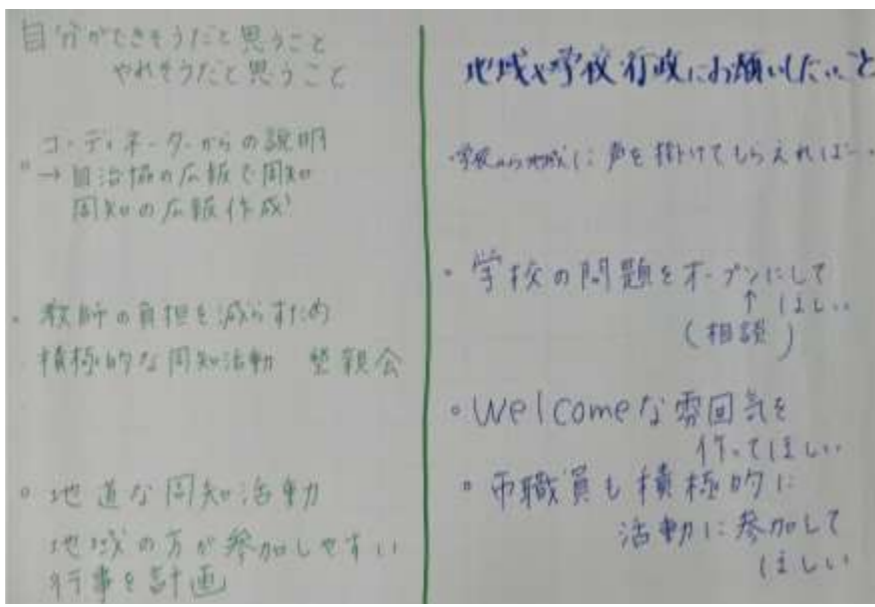 自分ができそうだと思うこと
やれそうだと思うこと
・コーディネーターからの説明
→自治協の広報で周知
周知の広報作成!
・教師の負担を減らすため
積極的な周知活動 懇親会
・地道な周知活動
地域の方が参加しやすい
行事を計画
地域や学校行政にお願いしたいこと
・学校から地域に声を掛けてもらえれば…
・学校の問題をオープンにして
↑ ほしい
(相談)
・Welcomeな雰囲気を
作ってほしい
・市職員も積極的に
活動に参加して
ほしい